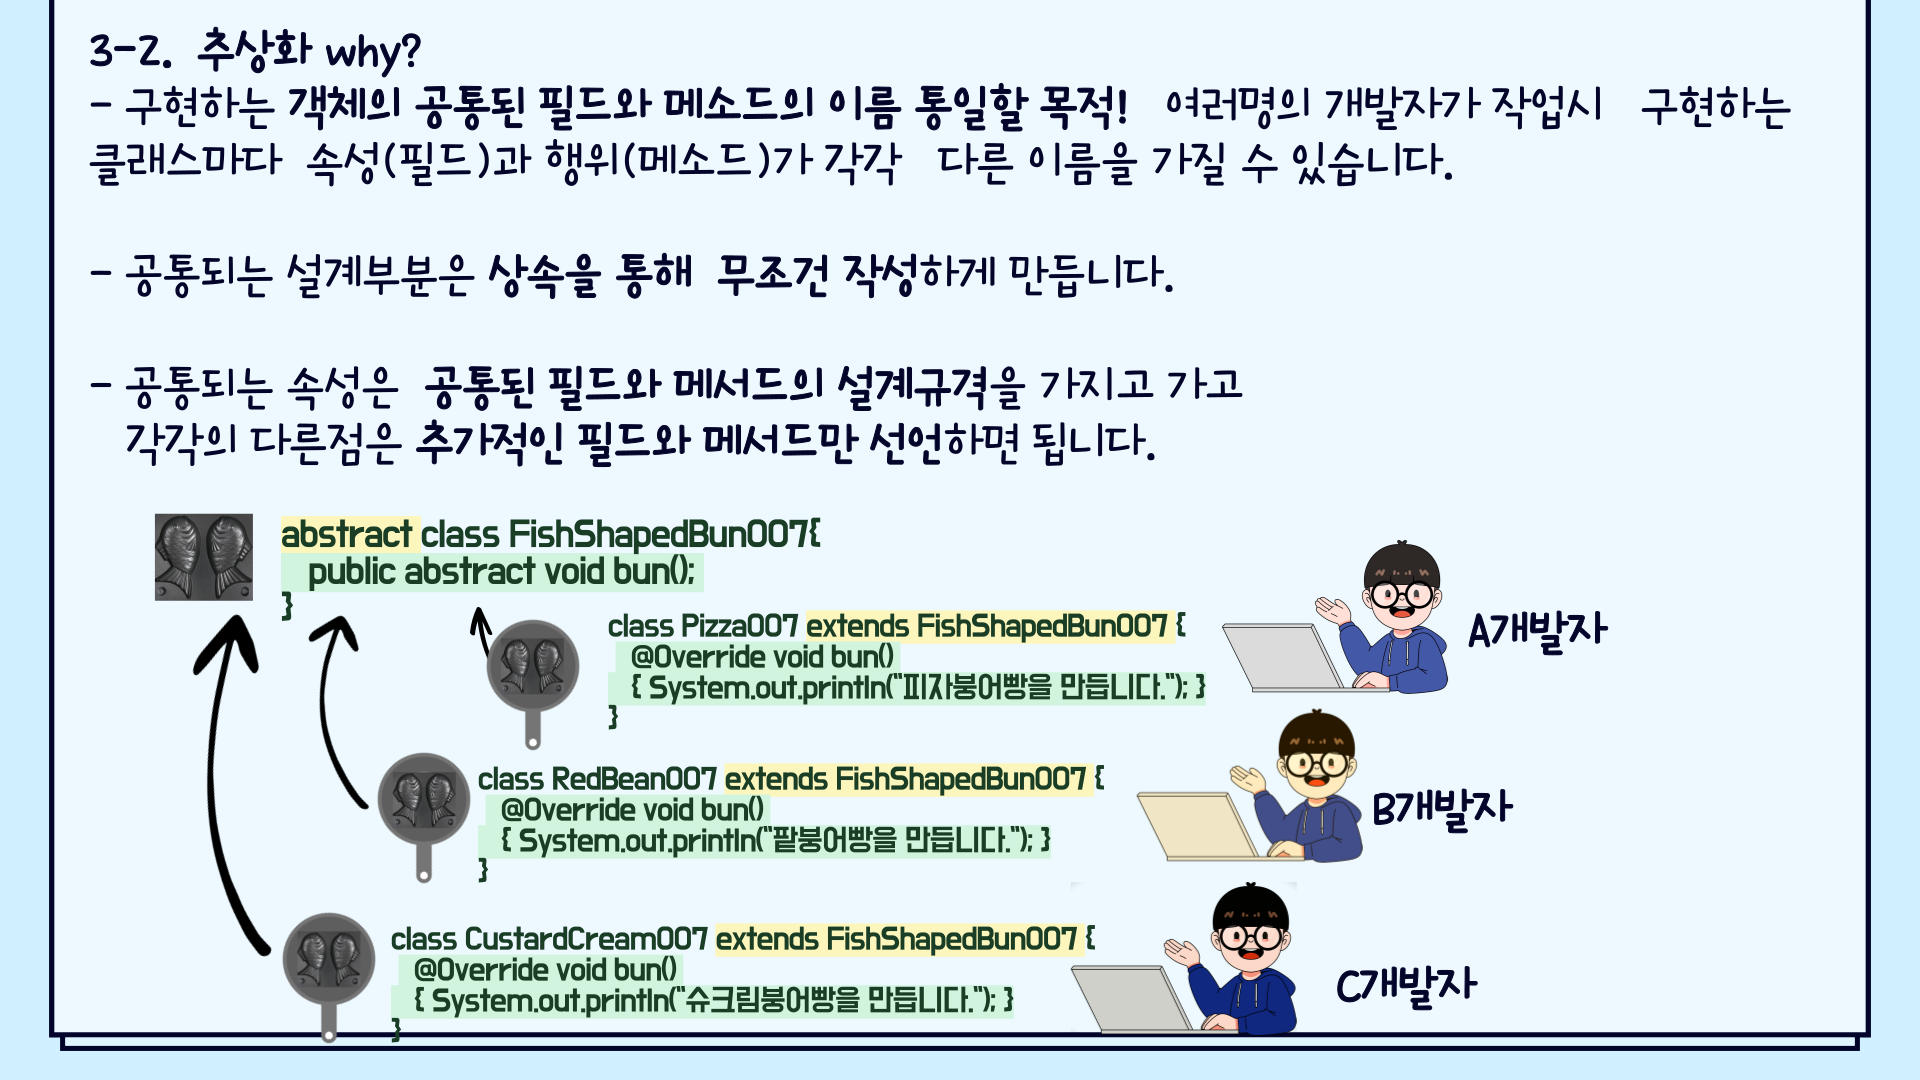 3-2. 추상화 why?
- 구현하는 객체의 공통된 필드와 메소드의 이름 통일할 목적! 여러명의 개발자가 작업시 구현하는
클래스마다 속성(필드)과 행위(메소드)가 각각 다른 이름을 가질 수 있습니다.
- 공통되는 설계부분은 상속을 통해 무조건 작성하게 만듭니다.
- 공통되는 속성은 공통된 필드와 메서드의 설계규격을 가지고 가고
각각의 다른점은 추가적인 필드와 메서드만 선언하면 됩니다.
abstract class FishShapedBun007{
public abstract void bun();
}
class Pizza007 extends FishShapedBun007 {
@Override void bun()
{ System.out.println("피자붕어빵을 만듭니다."); }
}
A개발자
class RedBean007 extends FishShapedBun007 {
@Override void bun()
{ System.out.println("팥붕어빵을 만듭니다."); }
}
B개발자
class CustardCream007 extends FishShapedBun007 {
@Override void bun()
{ System.out.println("슈크림붕어빵을 만듭니다."); }
}
C개발자